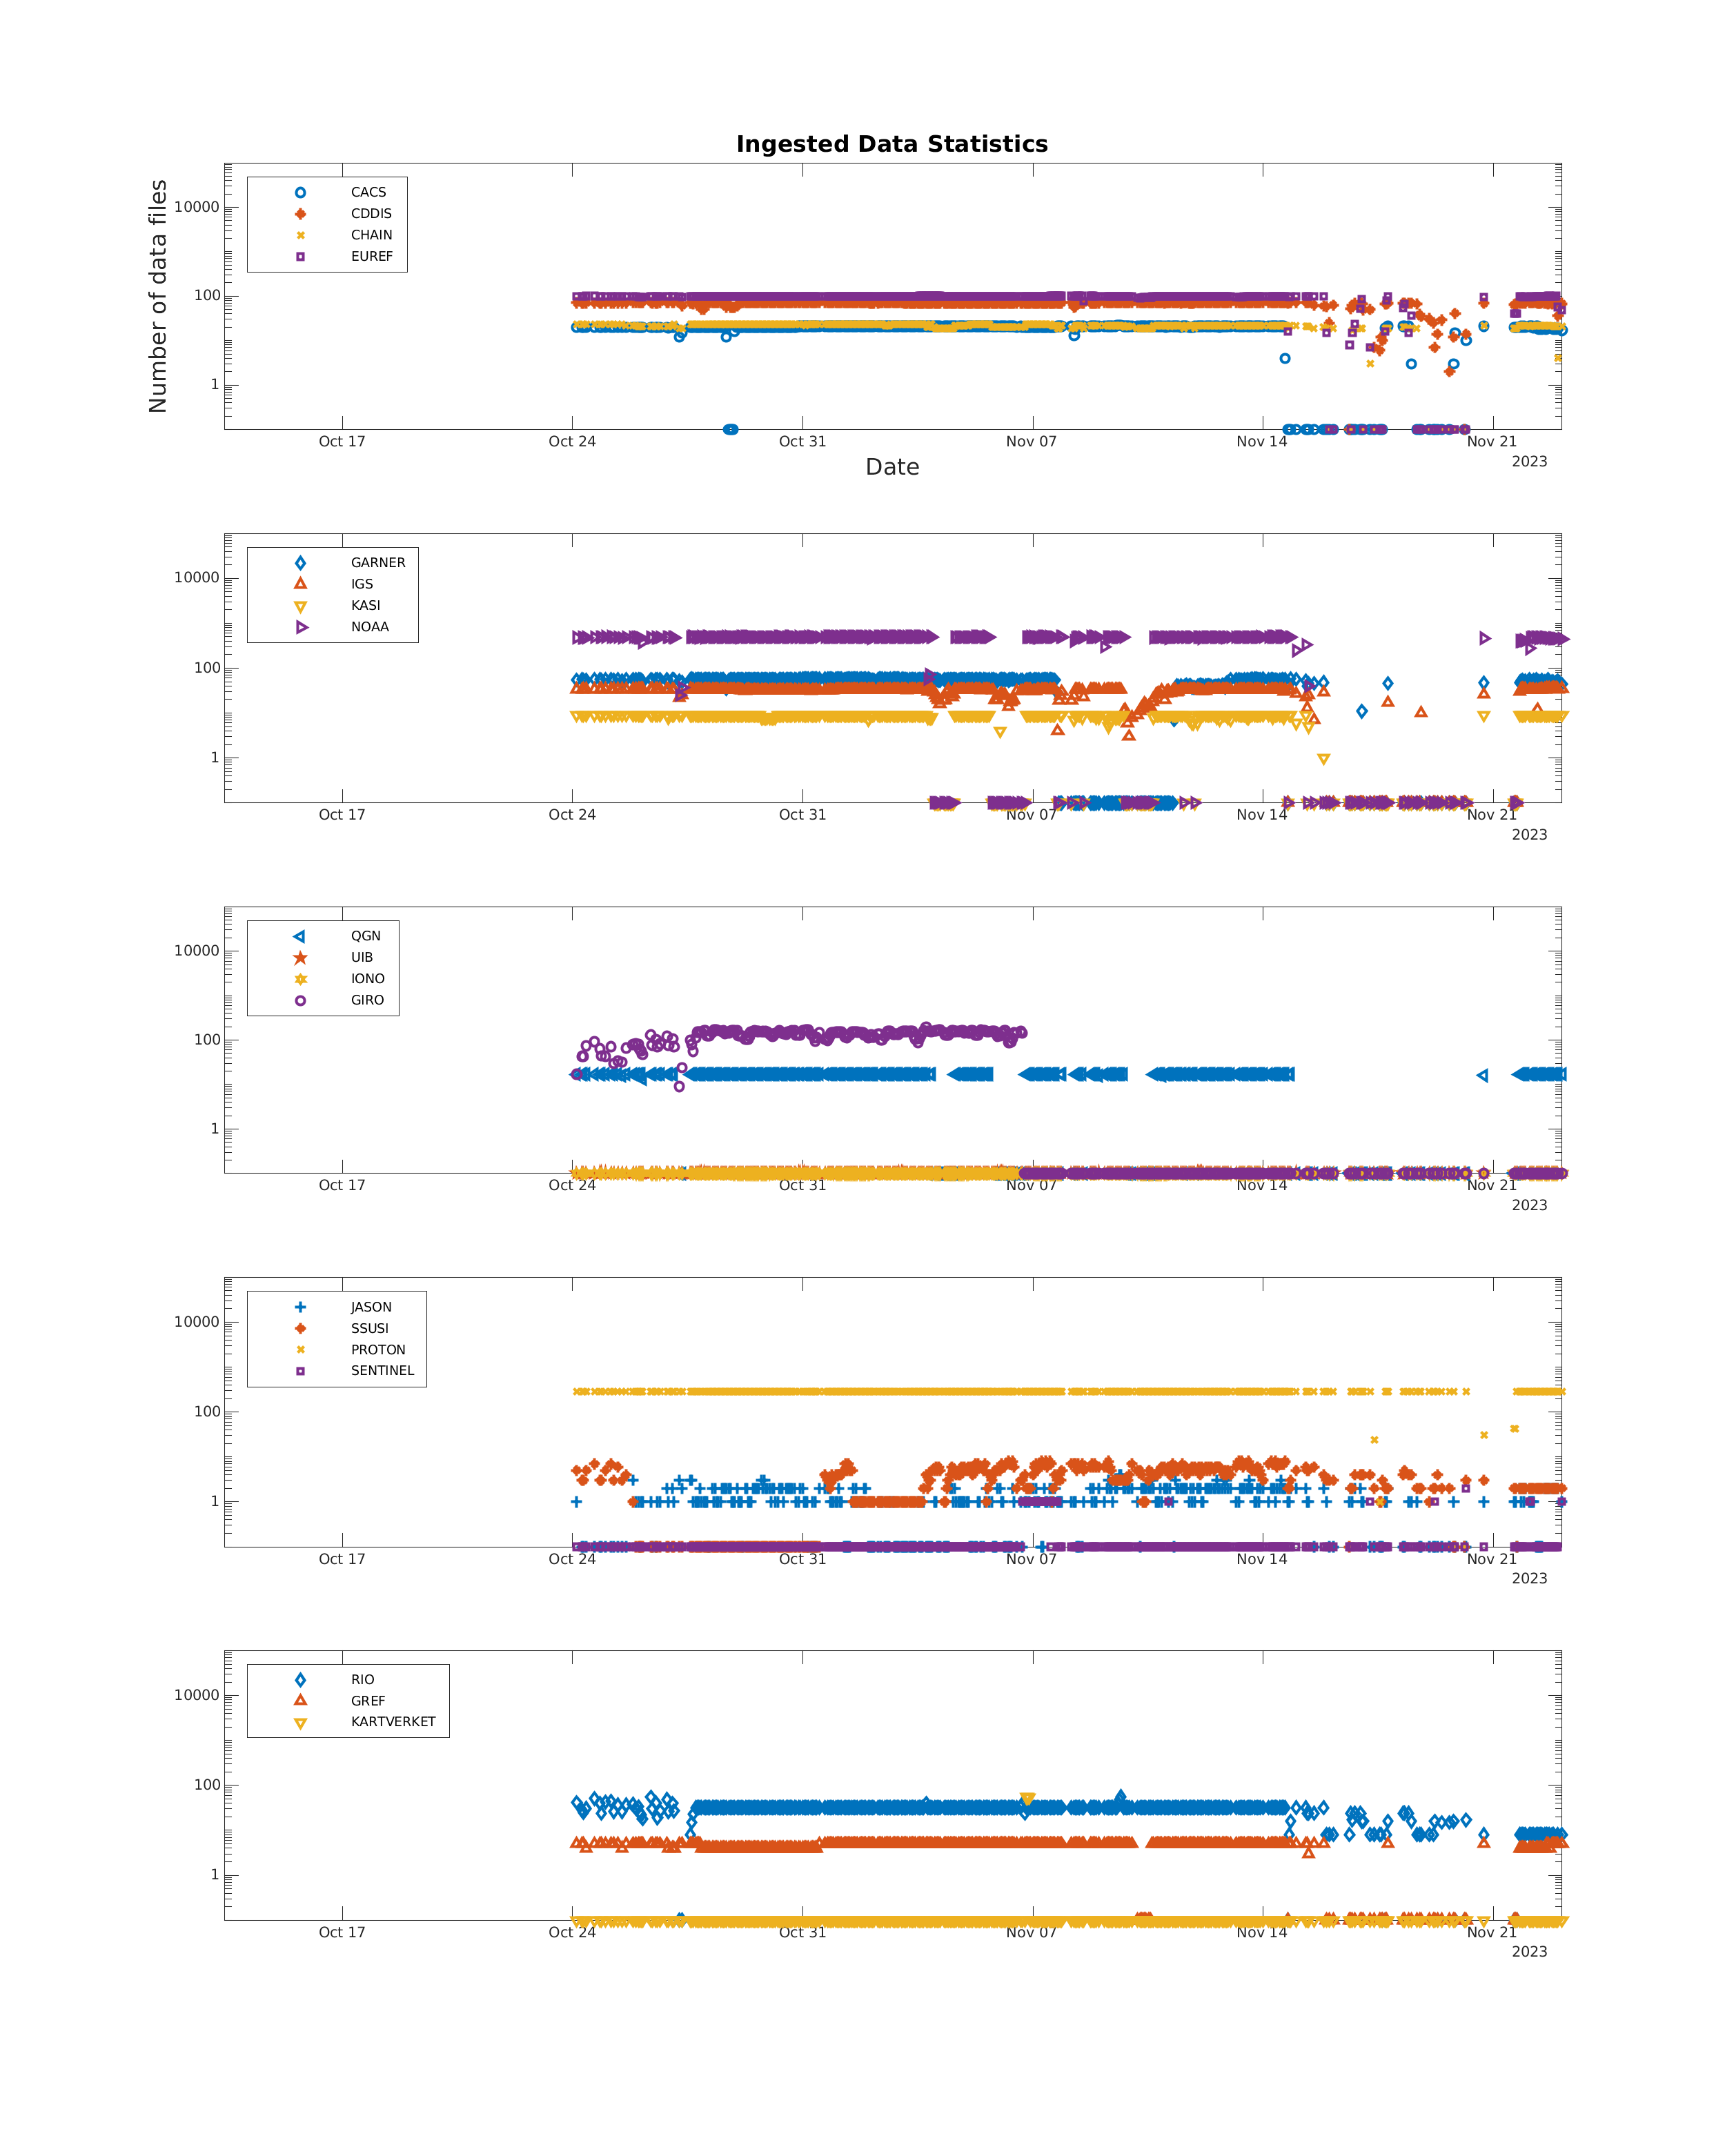 Ingested Data Statistics
Number of data files
10000
100
1
CACS
CDDIS
CHAIN
EUREF
Oct 17 Oct 24 Oct 31 Nov 07 Nov 14 Nov 21
2023
Date
10000
100
1
GARNER
IGS
KASI
NOAA
Oct 17 Oct 24 Oct 31 Nov 07 Nov 14 Nov 21
2023
10000
100
1
QGN
UIB
IONO
GIRO
Oct 17 Oct 24 Oct 31 Nov 07 Nov 14 Nov 21
2023
10000
100
1
JASON
SSUSI
PROTON
SENTINEL
Oct 17 Oct 24 Oct 31 Nov 07 Nov 14 Nov 21
2023
10000
100
1
RIO
GREF
KARTVERKET
Oct 17 Oct 24 Oct 31 Nov 07 Nov 14 Nov 21
2023